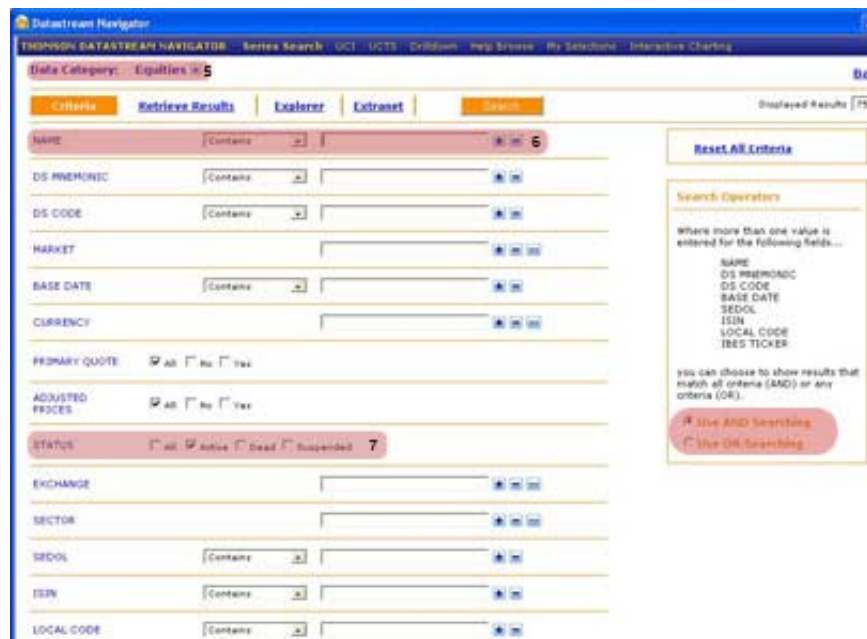 Datastream Navigator
THOMSON DATASTREAM NAVIGATOR Series Search UCI UCTS Drilldown Help Browse My Selections Interactive Charting
Data Category: Equities 5
Criteria Retrieve Results Explorer Extranet Search Displayed Results
NAME Contains 6
Reset All Criteria
DS MNEMONIC Contains
Search Operators
DS CODE Contains
Where more than one value is
entered for the following fields...
MARKET
NAME
DS MNEMONIC
DS CODE
BASE DATE
SEDOL
ISIN
LOCAL CODE
IBES TICKER
BASE DATE Contains
CURRENCY
you can choose to show results that
match all criteria (AND) or any
criteria (OR).
PRIMARY QUOTE All No Yes
ADJUSTED
PRICES All No Yes
Use AND Searching
Use OR Searching
STATUS All Active Dead Suspended 7
EXCHANGE
SECTOR
SEDOL Contains
ISIN Contains
LOCAL CODE Contains